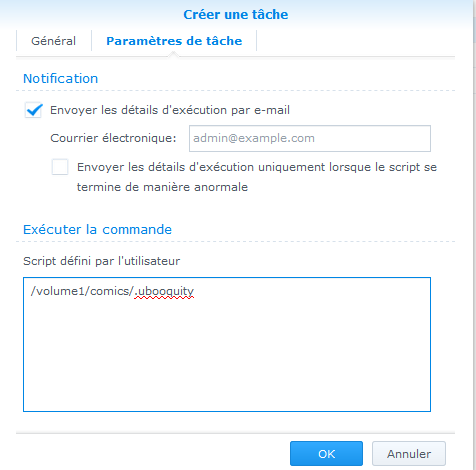 Créer une tâche
Général
Paramètres de tâche
Notification
Envoyer les détails d'exécution par e-mail
Courrier électronique:
admin@example.com
Envoyer les détails d'exécution uniquement lorsque le script se
termine de manière anormale
Exécuter la commande
Script défini par l'utilisateur
/volume1/comics/.ubooquity
OK
Annuler